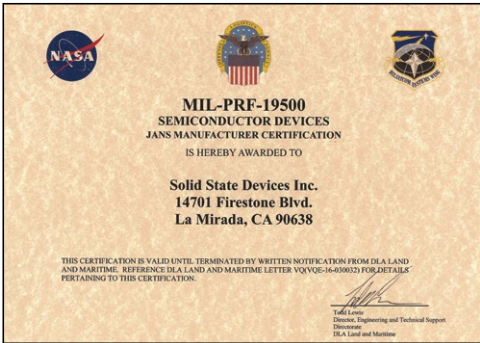 NASA
MIL-PRF-19500
SEMICONDUCTOR DEVICES
JANS MANUFACTURER CERTIFICATION
IS HEREBY AWARDED TO
Solid State Devices Inc.
14701 Firestone Blvd.
La Mirada, CA 90638
THIS CERTIFICATION IS VALID UNTIL TERMINATED BY WRITTEN NOTIFICATION FROM DLA LAND
AND MARITIME. REFERENCE DLA LAND AND MARITIME LETTER VQ(VQE-16-030032) FOR DETAILS
PERTAINING TO THIS CERTIFICATION.
Todd Lewis
Director, Engineering and Technical Support
Directorate
DLA Land and Maritime